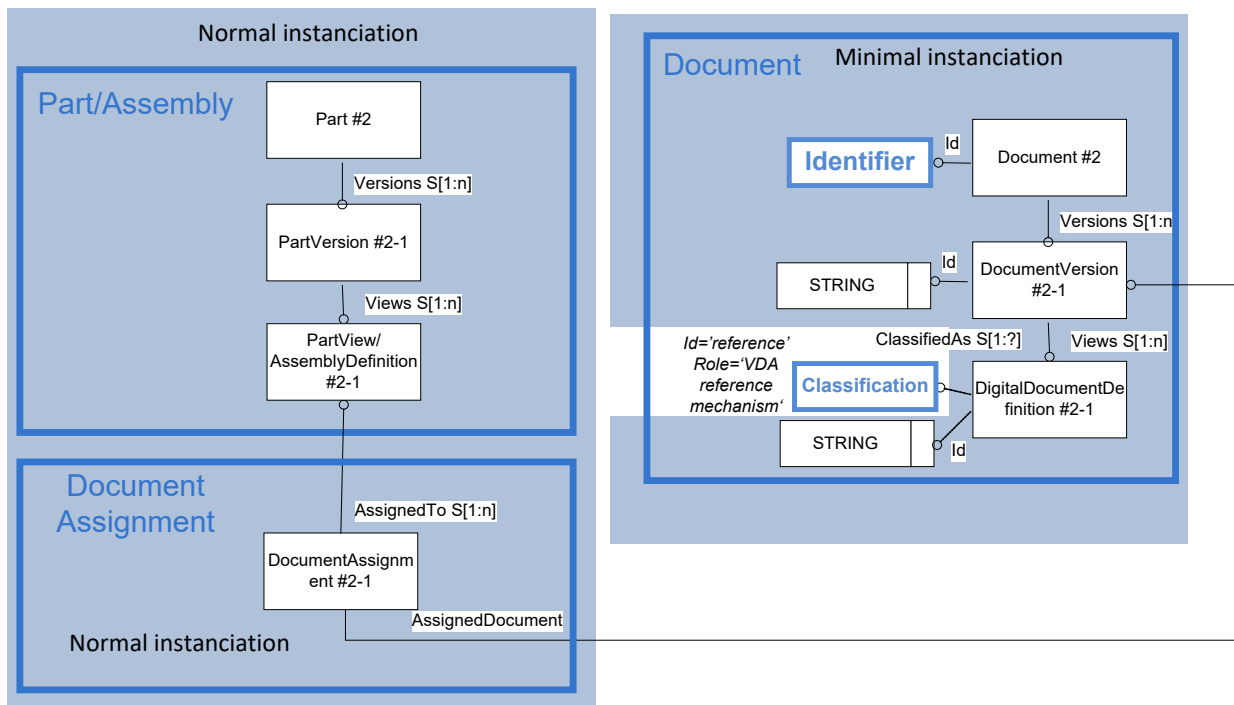 Normal instanciation
Part/Assembly
Part #2
Versions S[1:n]
PartVersion #2-1
Views S[1:n]
PartView/
AssemblyDefinition
#2-1
Document
Assignment
AssignedTo S[1:n]
DocumentAssignm
ent #2-1
AssignedDocument
Normal instanciation
Document
Minimal instanciation
Identifier
Id
Document #2
Versions S[1:n
STRING
Id
DocumentVersion
#2-1
ClassifiedAs S[1:?]
Views S[1:n]
Id=’reference’
Role=‘VDA
reference
mechanism‘
Classification
DigitalDocumentDe
finition #2-1
STRING
Id